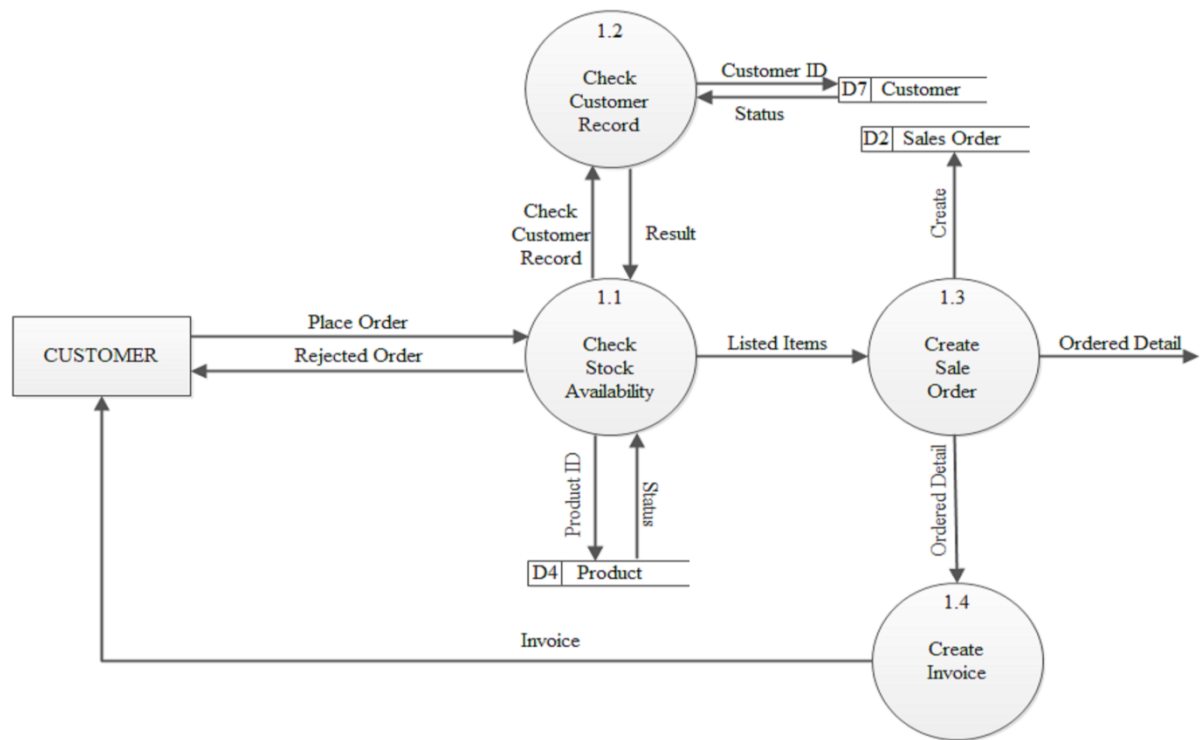 1.2
Check
Customer
Record
Customer ID
D7 Customer
Status
D2 Sales Order
Check
Customer
Record
Result
Create
CUSTOMER
Place Order
Rejected Order
1.1
Check
Stock
Availability
Listed Items
1.3
Create
Sale
Order
Ordered Detail
Product ID
Status
Ordered Detail
D4 Product
1.4
Create
Invoice
Invoice